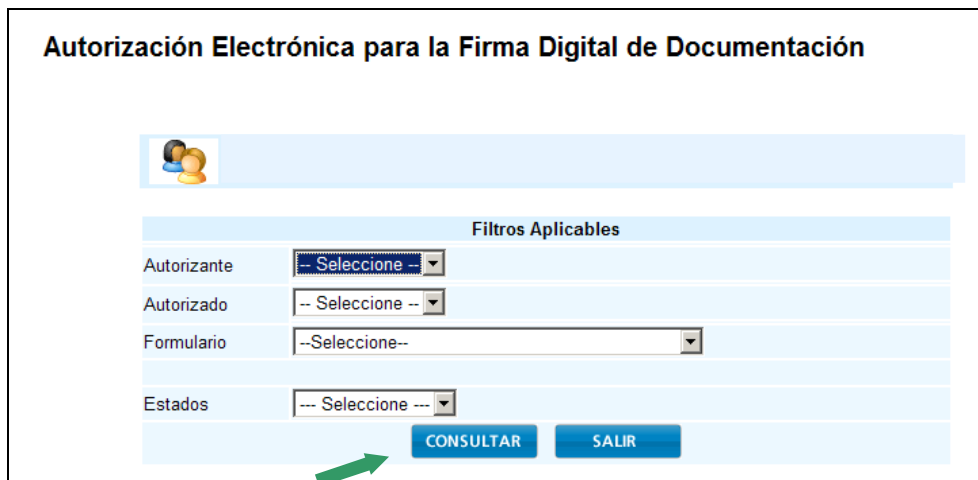 Autorización Electrónica para la Firma Digital de Documentación
Filtros Aplicables
Autorizante -- Seleccione --
Autorizado -- Seleccione --
Formulario --Seleccione--
Estados --- Seleccione ---
CONSULTAR SALIR